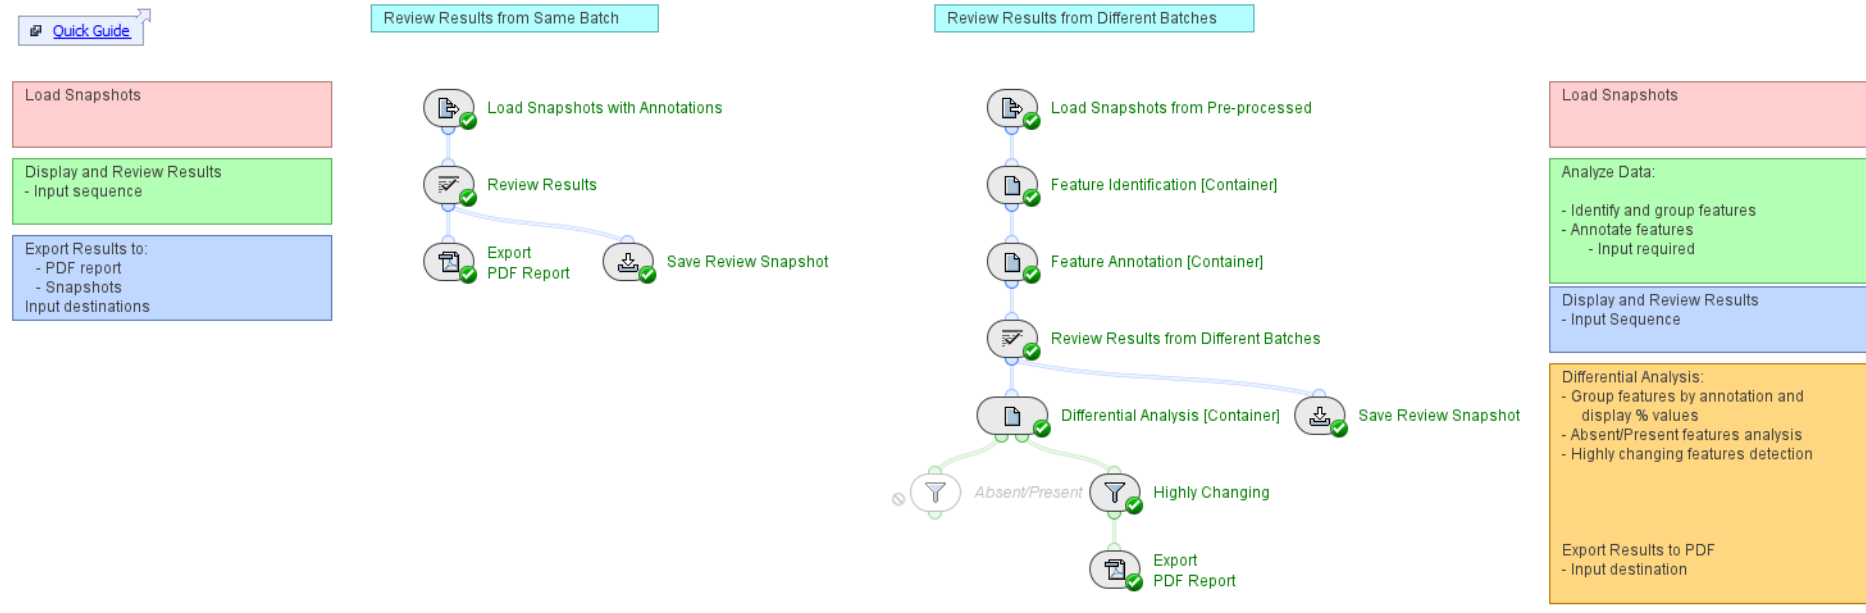 Quick Guide
Review Results from Same Batch
Review Results from Different Batches
Load Snapshots
Display and Review Results
- Input sequence
Export Results to:
- PDF report
- Snapshots
Input destinations
Load Snapshots with Annotations
Review Results
Export
PDF Report
Save Review Snapshot
Load Snapshots from Pre-processed
Feature Identification [Container]
Feature Annotation [Container]
Review Results from Different Batches
Differential Analysis [Container]
Save Review Snapshot
Absent/Present
Highly Changing
Export
PDF Report
Load Snapshots
Analyze Data:
- Identify and group features
- Annotate features
- Input required
Display and Review Results
- Input Sequence
Differential Analysis:
- Group features by annotation and
display % values
- Absent/Present features analysis
- Highly changing features detection
Export Results to PDF
- Input destination